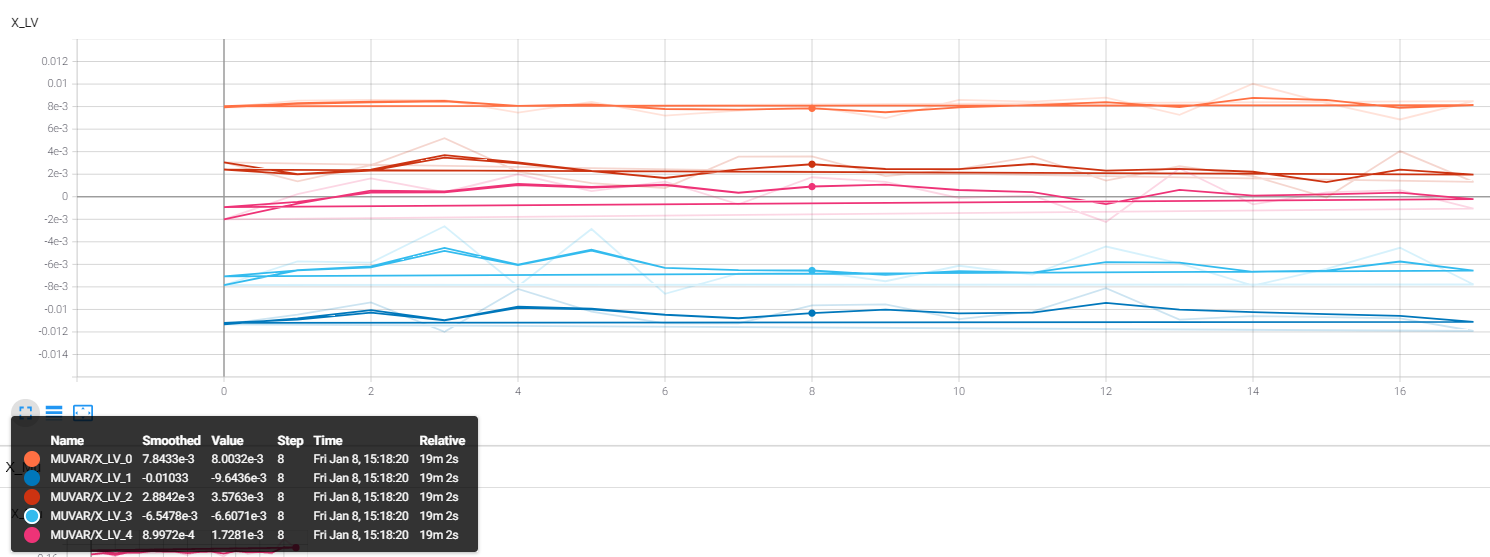 X_LV
0.012
0.01
8e-3
6e-3
4e-3
2e-3
0
-2e-3
-4e-3
-6e-3
-8e-3
-0.01
-0.012
-0.014
0 2 4 6 8 10 12 14 16
Name Smoothed Value Step Time Relative
MUVAR/X_LV_0 7.8433e-3 8.0032e-3 8 Fri Jan 8, 15:18:20 19m 2s
MUVAR/X_LV_1 -0.01033 -9.6436e-3 8 Fri Jan 8, 15:18:20 19m 2s
MUVAR/X_LV_2 2.8842e-3 3.5763e-3 8 Fri Jan 8, 15:18:20 19m 2s
MUVAR/X_LV_3 -6.5478e-3 -6.6071e-3 8 Fri Jan 8, 15:18:20 19m 2s
MUVAR/X_LV_4 8.9972e-4 1.7281e-3 8 Fri Jan 8, 15:18:20 19m 2s